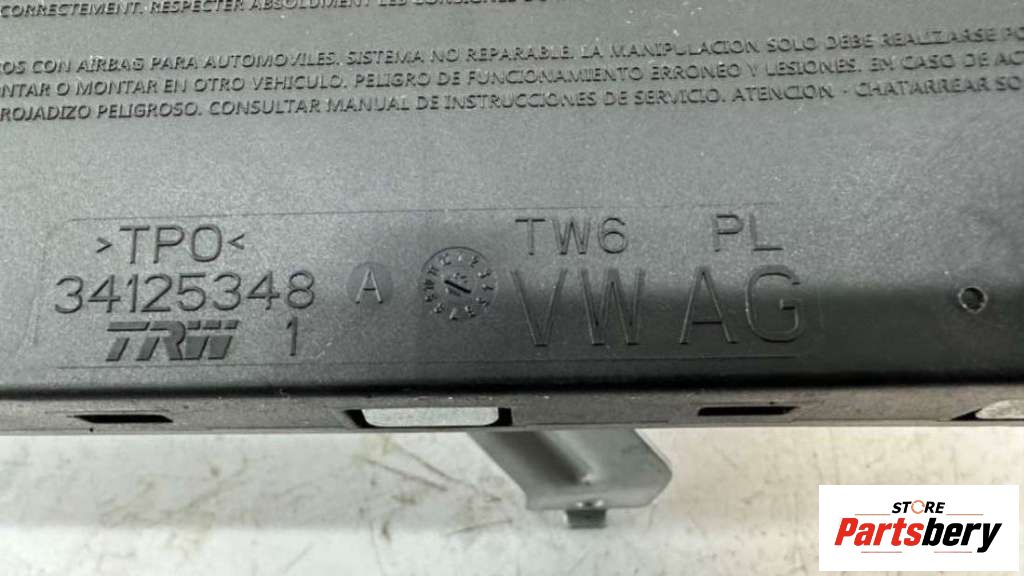 CORRECTEMENT. RESPECTER ABSOLUMENT LES CONSIGNES
OS CON AIRBAG PARA AUTOMOVILES. SISTEMA NO REPARABLE. LA MANIPULACION SOLO DEBE REALIZARSE PO
NTAR O MONTAR EN OTRO VEHICULO. PELIGRO DE FUNCIONAMIENTO ERRONEO Y LESIONES. EN CASO DE AC
ROJADIZO PELIGROSO. CONSULTAR MANUAL DE INSTRUCCIONES DE SERVICIO. ATENCION - CHATARREAR SO
>TPO< TW6 PL
34125348 A VW AG
TRW 1
STORE
Partsbery